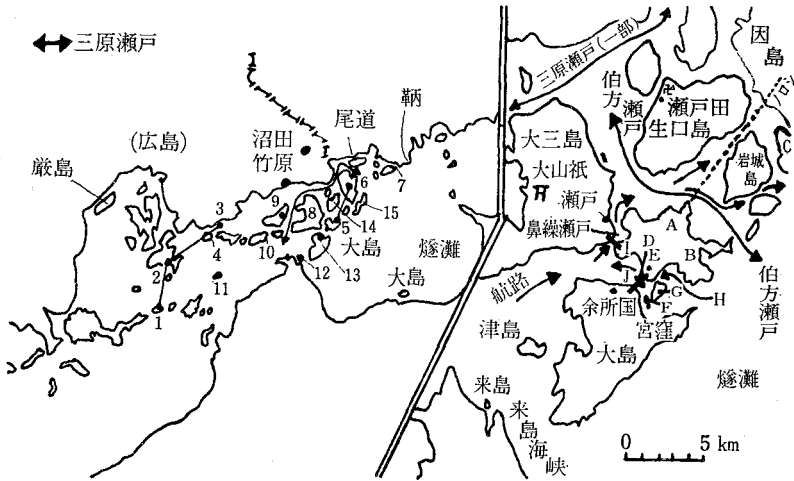 三原瀬戸
(広島)
厳島
沼田
竹原
尾道
鞆
大島
燧灘
大島
1
2
3
4
5
6
7
8
9
10
11
12
13
14
15
三原瀬戸(一部)
因島
伯方瀬戸
瀬戸田
生口島
岩城島
大三島
大山祇
瀬戸
鼻繰瀬戸
航路
余所国
宮窪
津島
大島
来島
来島海峡
伯方瀬戸
燧灘
A
B
C
D
E
F
G
H
I
J
0 5 km